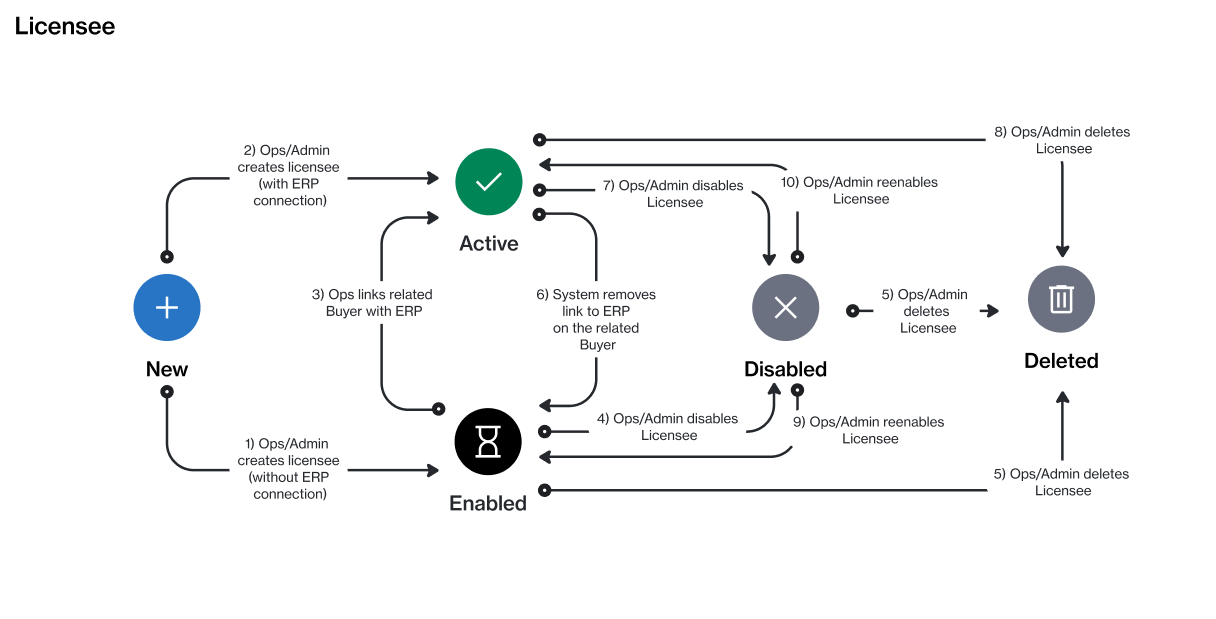 Licensee
2) Ops/Admin
creates licensee
(with ERP
connection)
8) Ops/Admin deletes
Licensee
7) Ops/Admin disables
Licensee
10) Ops/Admin reenables
Licensee
Active
3) Ops links related
Buyer with ERP
6) System removes
link to ERP
on the related
Buyer
5) Ops/Admin
deletes
Licensee
New
Disabled
Deleted
1) Ops/Admin
creates licensee
(without ERP
connection)
4) Ops/Admin disables
Licensee
9) Ops/Admin reenables
Licensee
5) Ops/Admin deletes
Licensee
Enabled